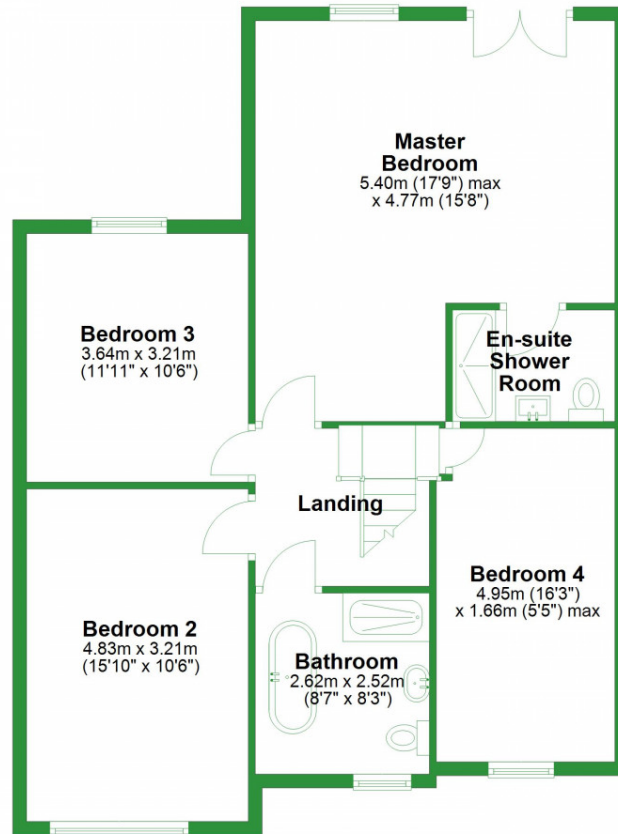 Master
Bedroom
5.40m (17'9") max
x 4.77m (15'8")
Bedroom 3
3.64m x 3.21m
(11'11" x 10'6")
En-suite
Shower
Room
Landing
Bedroom 4
4.95m (16'3")
x 1.66m (5'5") max
Bedroom 2
4.83m x 3.21m
(15'10" x 10'6")
Bathroom
2.62m x 2.52m
(8'7" x 8'3")